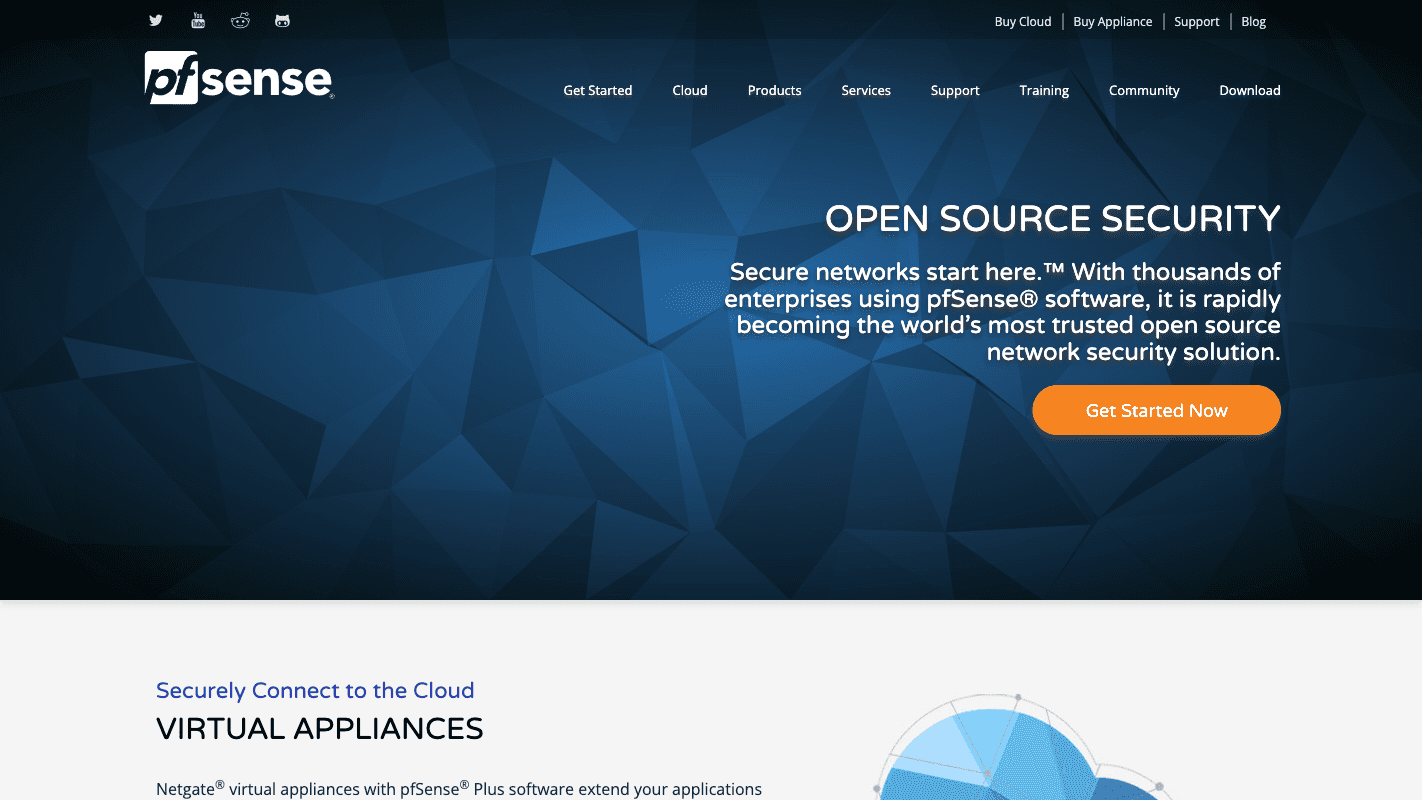 You
Tube
Buy Cloud
Buy Appliance
Support
Blog
pfsense®
Get Started
Cloud
Products
Services
Support
Training
Community
Download
OPEN SOURCE SECURITY
Secure networks start here.™ With thousands of
enterprises using pfSense® software, it is rapidly
becoming the world’s most trusted open source
network security solution.
Get Started Now
Securely Connect to the Cloud
VIRTUAL APPLIANCES
Netgate® virtual appliances with pfSense® Plus software extend your applications